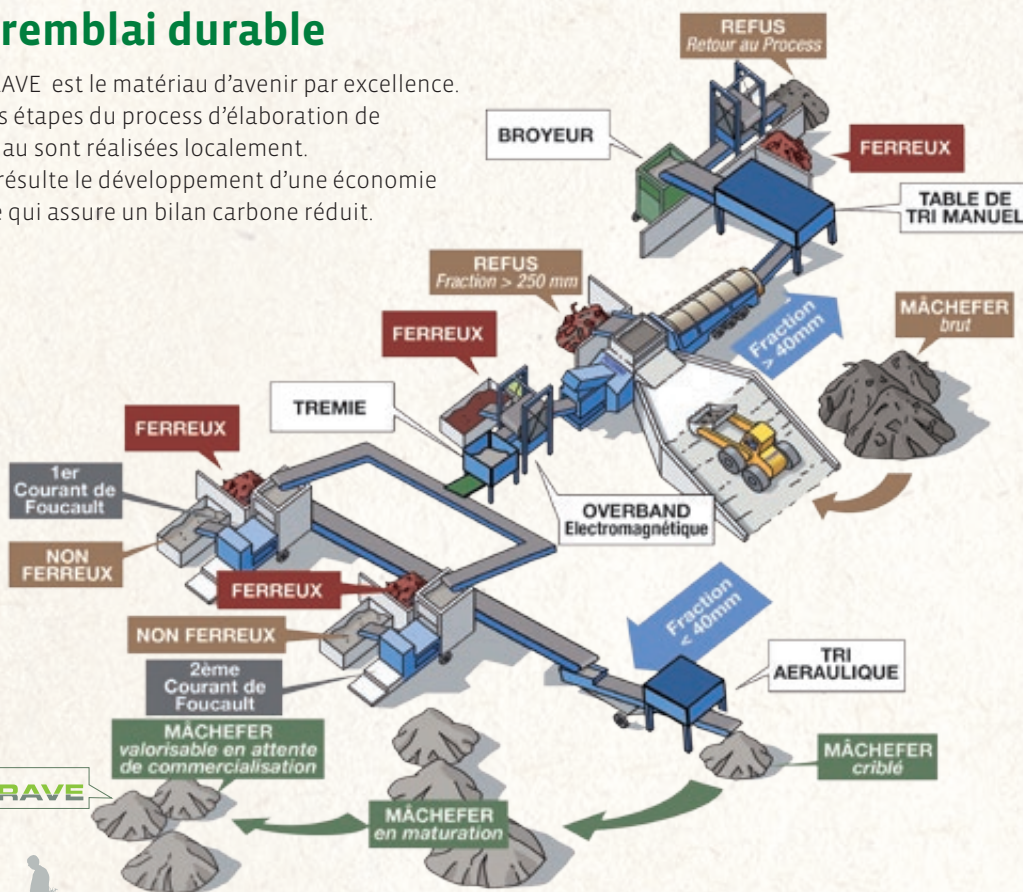 remblai durable
AVE est le matériau d'avenir par excellence.
s étapes du process d'élaboration de
au sont réalisées localement.
résulte le développement d'une économie
e qui assure un bilan carbone réduit.
REFUS
Retour au Process
BROYEUR
FERREUX
TABLE DE
TRI MANUEL
REFUS
Fraction > 250 mm
MÂCHEFER
brut
Fraction
> 40mm
FERREUX
TREMIE
FERREUX
1er
Courant de
Foucault
OVERBAND
Electromagnétique
NON
FERREUX
FERREUX
Fraction
< 40mm
NON FERREUX
TRI
AERAULIQUE
2ème
Courant de
Foucault
MÂCHEFER
valorisable en attente
de commercialisation
MÂCHEFER
criblé
RAVE
MÂCHEFER
en maturation